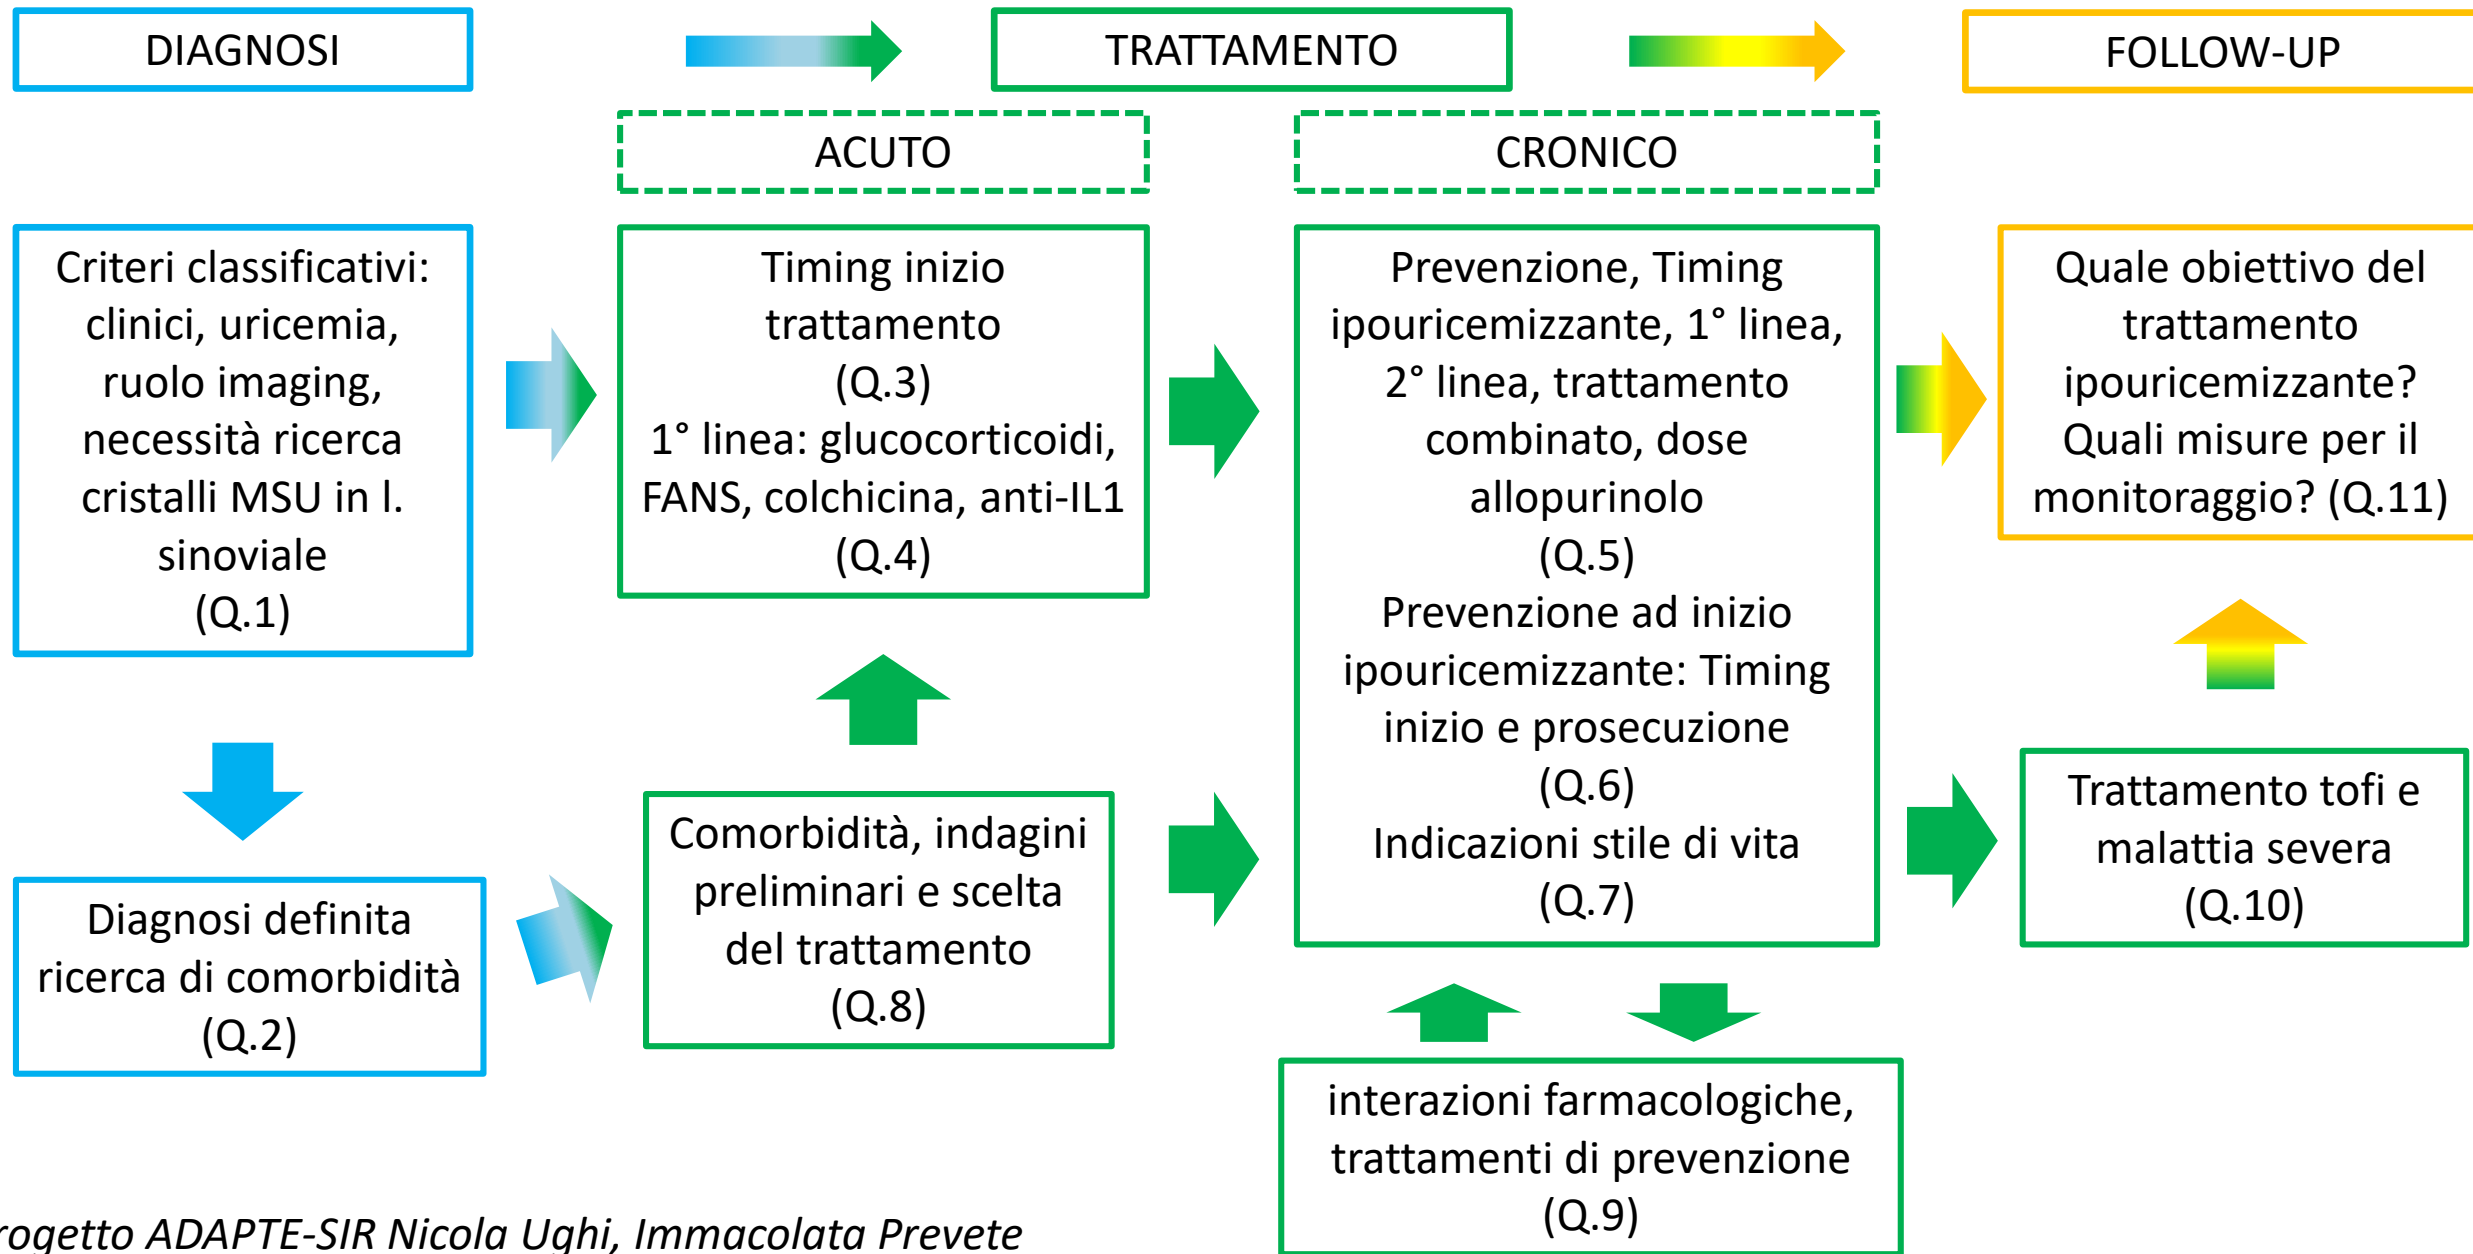 DIAGNOSI
TRATTAMENTO
FOLLOW-UP
ACUTO
CRONICO
Criteri classificativi:
clinici, uricemia,
ruolo imaging,
necessità ricerca
cristalli MSU in l.
sinoviale
(Q.1)
Timing inizio
trattamento
(Q.3)
1° linea: glucocorticoidi,
FANS, colchicina, anti-IL1
(Q.4)
Prevenzione, Timing
ipouricemizzante, 1° linea,
2° linea, trattamento
combinato, dose
allopurinolo
(Q.5)
Prevenzione ad inizio
ipouricemizzante: Timing
inizio e prosecuzione
(Q.6)
Indicazioni stile di vita
(Q.7)
Quale obiettivo del
trattamento
ipouricemizzante?
Quali misure per il
monitoraggio? (Q.11)
Diagnosi definita
ricerca di comorbidità
(Q.2)
Comorbidità, indagini
preliminari e scelta
del trattamento
(Q.8)
Trattamento tofi e
malattia severa
(Q.10)
interazioni farmacologiche,
trattamenti di prevenzione
(Q.9)
rogetto ADAPTE-SIR Nicola Ughi, Immacolata Prevete